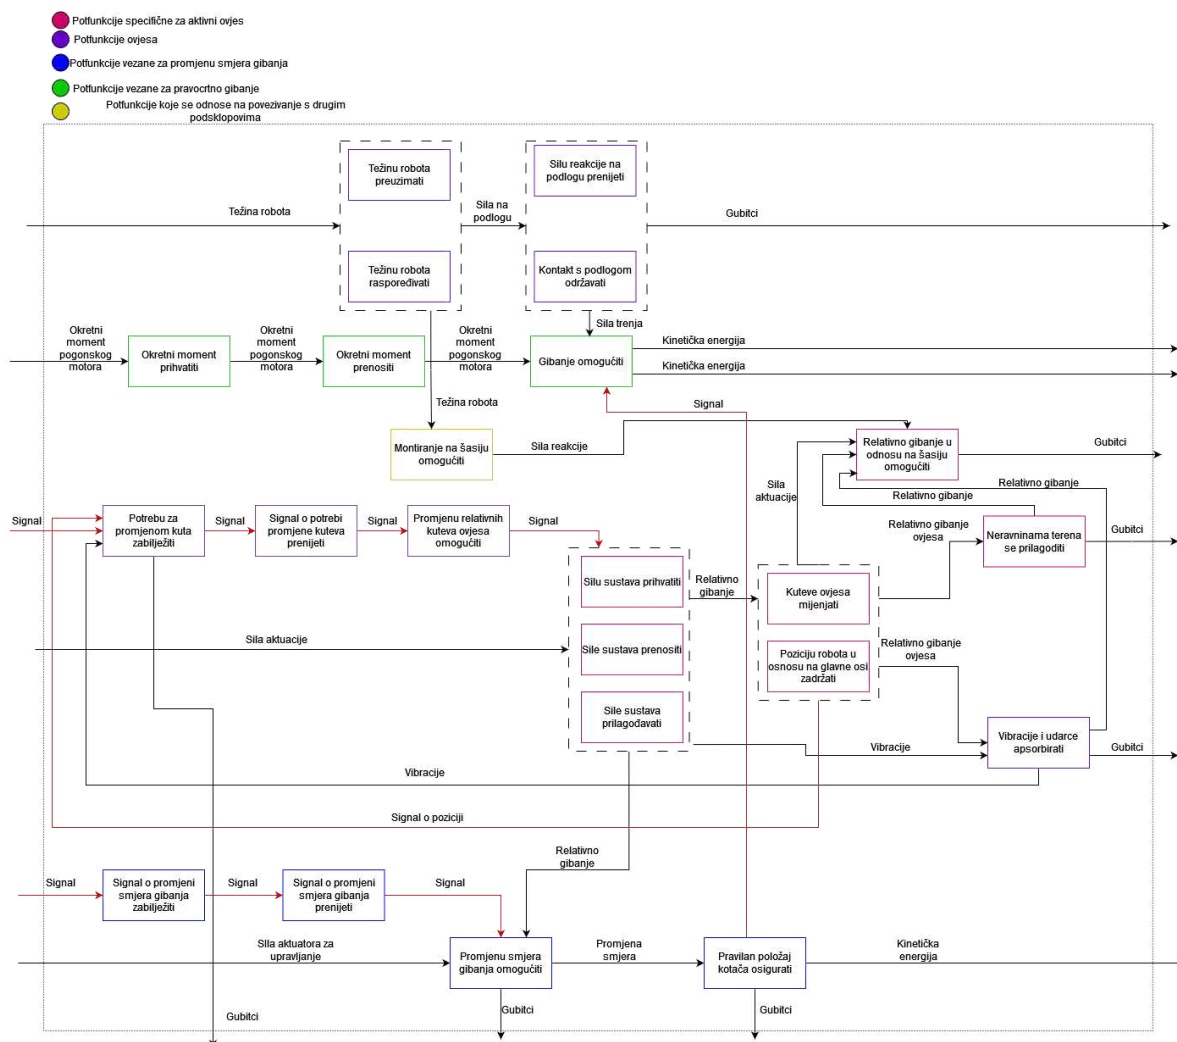 Potfunkcije specifične za aktivni ovjes
Potfunkcije ovjesa
Potfunkcije vezane za promjenu smjera gibanja
Potfunkcije vezane za pravocrtno gibanje
Potfunkcije koje se odnose na povezivanje s drugim
podsklopovima
Težinu robota
preuzimati
Silu reakcije na
podlogu prenijeti
Težina robota
Sila na
podlogu
Gubitci
Težinu robota
raspoređivati
Kontakt s podlogom
održavati
Sila trenja
Okretni
moment
pogonskog
motora
Okretni moment
prihvatiti
Okretni
moment
pogonskog
motora
Okretni moment
prenositi
Okretni
moment
pogonskog
motora
Gibanje omogučiti
Kinetička energija
Kinetička energija
Težina robota
Signal
Montiranje na šasiju
omogučiti
Sila reakcije
Relativno gibanje u
odnosu na šasiju
omogučiti
Gubitci
Sila
aktuacije
Relativno gibanje
Relativno gibanje
Signal
Potrebu za
promjenom kuta
zabilježiti
Signal
Signal o potrebi
promjene kuteva
prenijeti
Signal
Promjenu relativnih
kuteva ovjesa
omogučiti
Signal
Relativno gibanje
ovjesa
Neravninama terena
se prilagoditi
Gubitci
Silu sustava prihvatiti
Relativno
gibanje
Kuteve ovjesa
mijenjati
Sila aktuacije
Sile sustava prenositi
Poziciju robota u
osnosu na glavne osi
zadržati
Relativno gibanje
ovjesa
Sile sustava
prilagođavati
Vibracije
Vibracije i udarce
apsorbirati
Gubitci
Vibracije
Signal o poziciji
Relativno
gibanje
Signal
Signal o promjeni
smjera gibanja
zabilježiti
Signal
Signal o promjeni
smjera gibanja
prenijeti
Signal
SIla aktuatora za
upravljanje
Promjenu smjera
gibanja omogučiti
Promjena
smjera
Pravilan položaj
kotača osigurati
Kinetička
energija
Gubitci
Gubitci
Gubitci